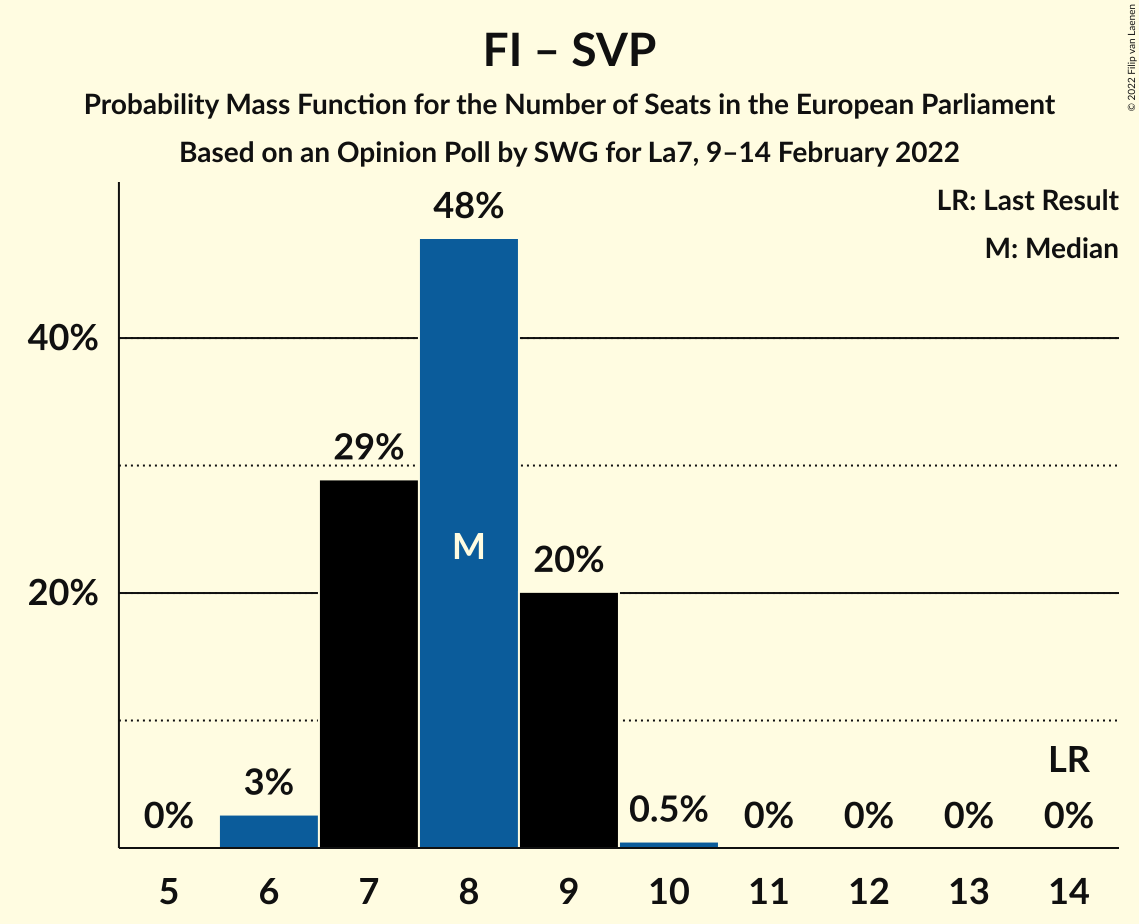 FI – SVP
Probability Mass Function for the Number of Seats in the European Parliament
Based on an Opinion Poll by SWG for La7, 9–14 February 2022
© 2022 Filip van Laenen
LR: Last Result
M: Median
48%
40%
29%
M
20%
20%
LR
0%
3%
0.5%
0%
0%
0%
0%
5 6 7 8 9 10 11 12 13 14